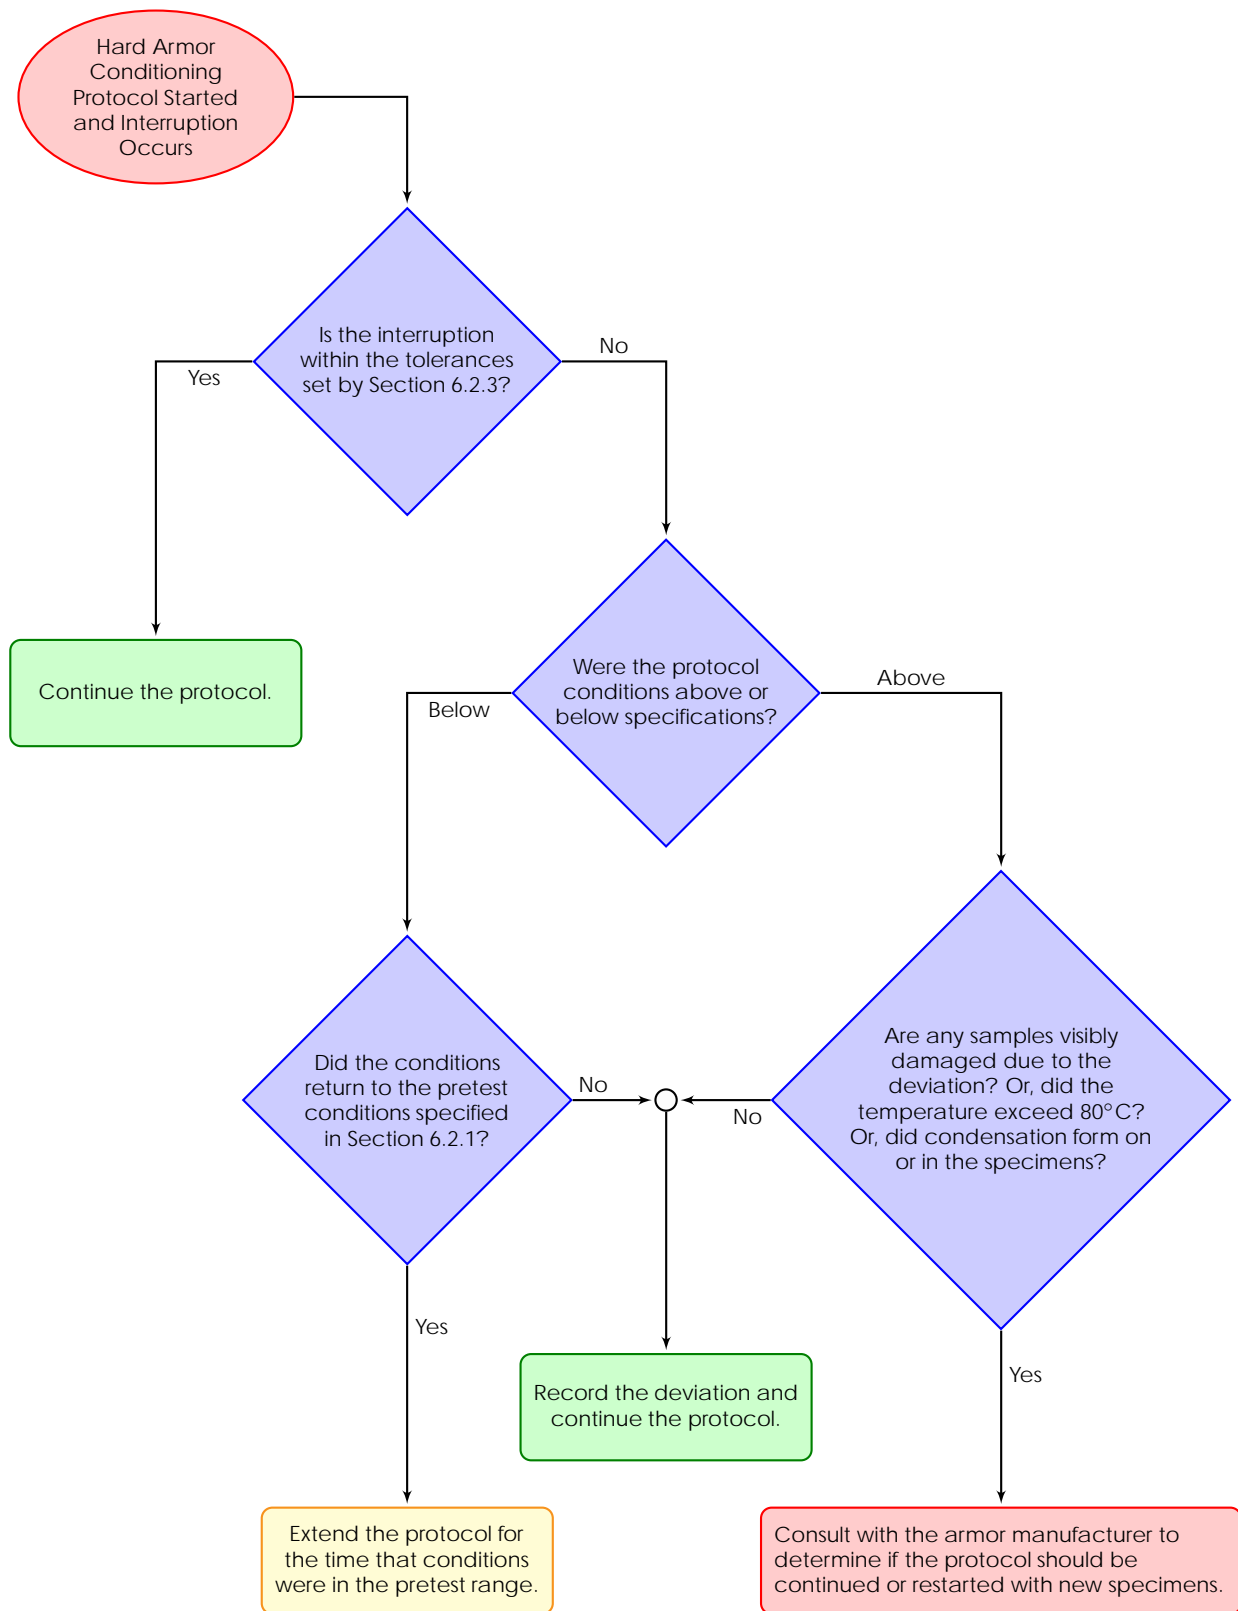 Hard Armor
Conditioning
Protocol Started
and Interruption
Occurs
Is the interruption
within the tolerances
set by Section 6.2.3?
Yes
No
Continue the protocol.
Were the protocol
conditions above or
below specifications?
Below
Above
Did the conditions
return to the pretest
conditions specified
in Section 6.2.1?
No
Are any samples visibly
damaged due to the
deviation? Or, did the
temperature exceed 80°C?
Or, did condensation form on
or in the specimens?
No
Yes
Record the deviation and
continue the protocol.
Yes
Extend the protocol for
the time that conditions
were in the pretest range.
Consult with the armor manufacturer to
determine if the protocol should be
continued or restarted with new specimens.